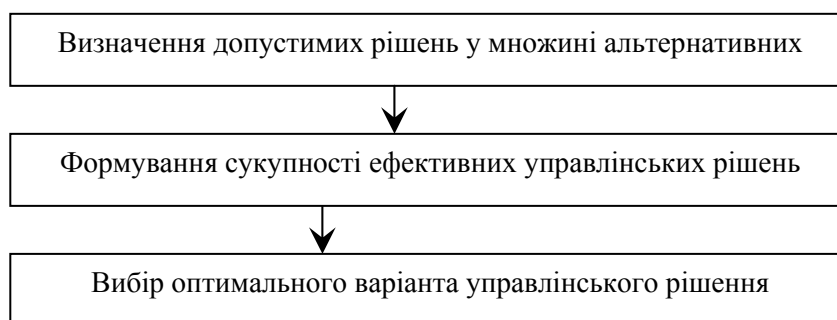 Визначення допустимих рішень у множині альтернативних
Формування сукупності ефективних управлінських рішень
Вибір оптимального варіанта управлінського рішення